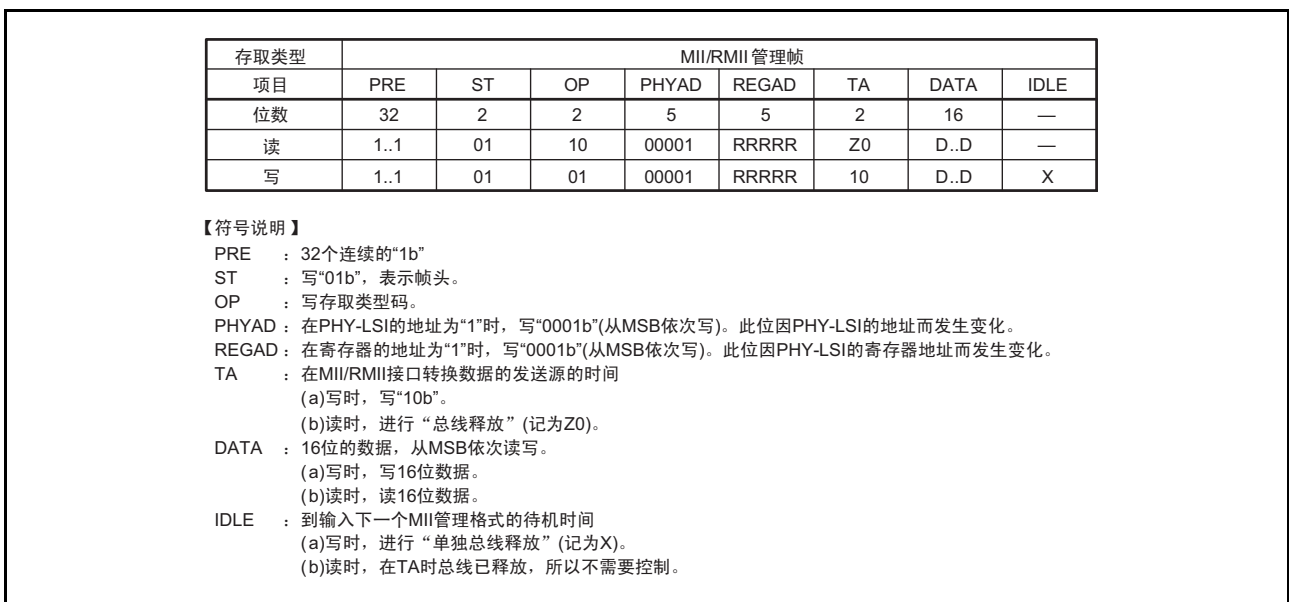 存取类型 MII/RMII管理帧
项目 PRE ST OP PHYAD REGAD TA DATA IDLE
位数 32 2 2 5 5 2 16 —
读 1..1 01 10 00001 RRRRR Z0 D..D —
写 1..1 01 01 00001 RRRRR 10 D..D X
【符号说明】
PRE ：32个连续的“1b”
ST ：写“01b”，表示帧头。
OP ：写存取类型码。
PHYAD ：在PHY-LSI的地址为“1”时，写“0001b”(从MSB依次写)。此位因PHY-LSI的地址而发生变化。
REGAD ：在寄存器的地址为“1”时，写“0001b”(从MSB依次写)。此位因PHY-LSI的寄存器地址而发生变化。
TA ：在MII/RMII接口转换数据的发送源的时间
(a)写时，写“10b”。
(b)读时，进行“总线释放”(记为Z0)。
DATA ：16位的数据，从MSB依次读写。
(a)写时，写16位数据。
(b)读时，读16位数据。
IDLE ：到输入下一个MII管理格式的待机时间
(a)写时，进行“单独总线释放”(记为X)。
(b)读时，在TA时总线已释放，所以不需要控制。